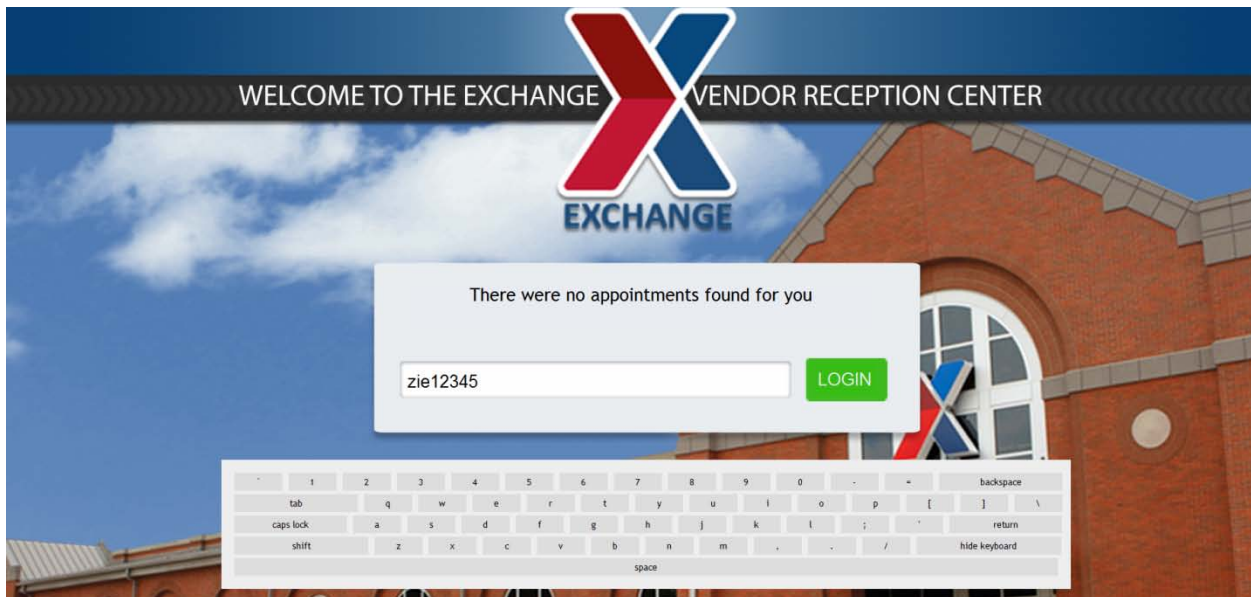 WELCOME TO THE EXCHANGE VENDOR RECEPTION CENTER
EXCHANGE
There were no appointments found for you
zie12345 LOGIN
` 1 2 3 4 5 6 7 8 9 0 - = backspace
tab q w e r t y u i o p [ ] \
caps lock a s d f g h j k l ; ' return
shift z x c v b n m , . / hide keyboard
space